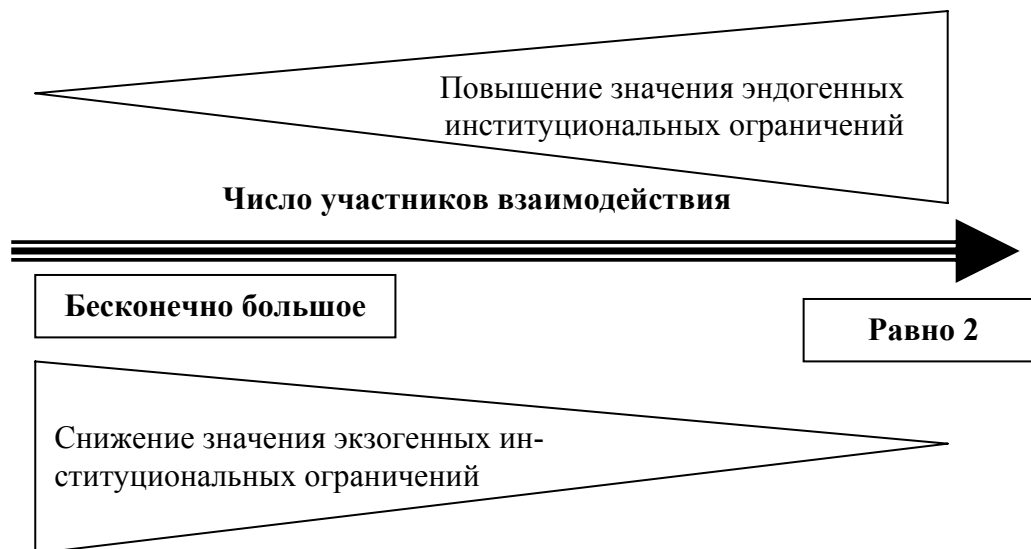 Повышение значения эндогенных
институциональных ограничений
Число участников взаимодействия
Бесконечно большое
Равно 2
Снижение значения экзогенных ин-
ституциональных ограничений